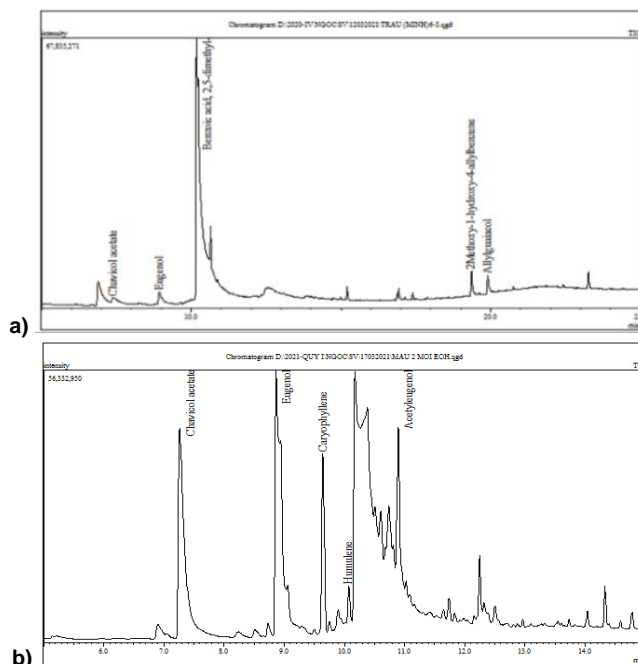 Chromatogram D:\2020-IV\NGOC\SV\12032021\TRAU (MINH)6-3.qgd
intensity
67,835,271
Chavicol acetate
Eugenol
Benzoic acid, 2,5-dimethyl-
2Methoxy-1-hydroxy-4-allylbenzene
Allylguaiacol
10.0
20.0
a)
Chromatogram D:\2021-QUY I\NGOC\SV\17032021\MAU 2 MOI EOH.qgd
intensity
56,332,950
Chavicol acetate
Eugenol
Caryophyllene
Humulene
Acetyleugenol
6.0
7.0
8.0
9.0
10.0
11.0
12.0
13.0
14.0
b)